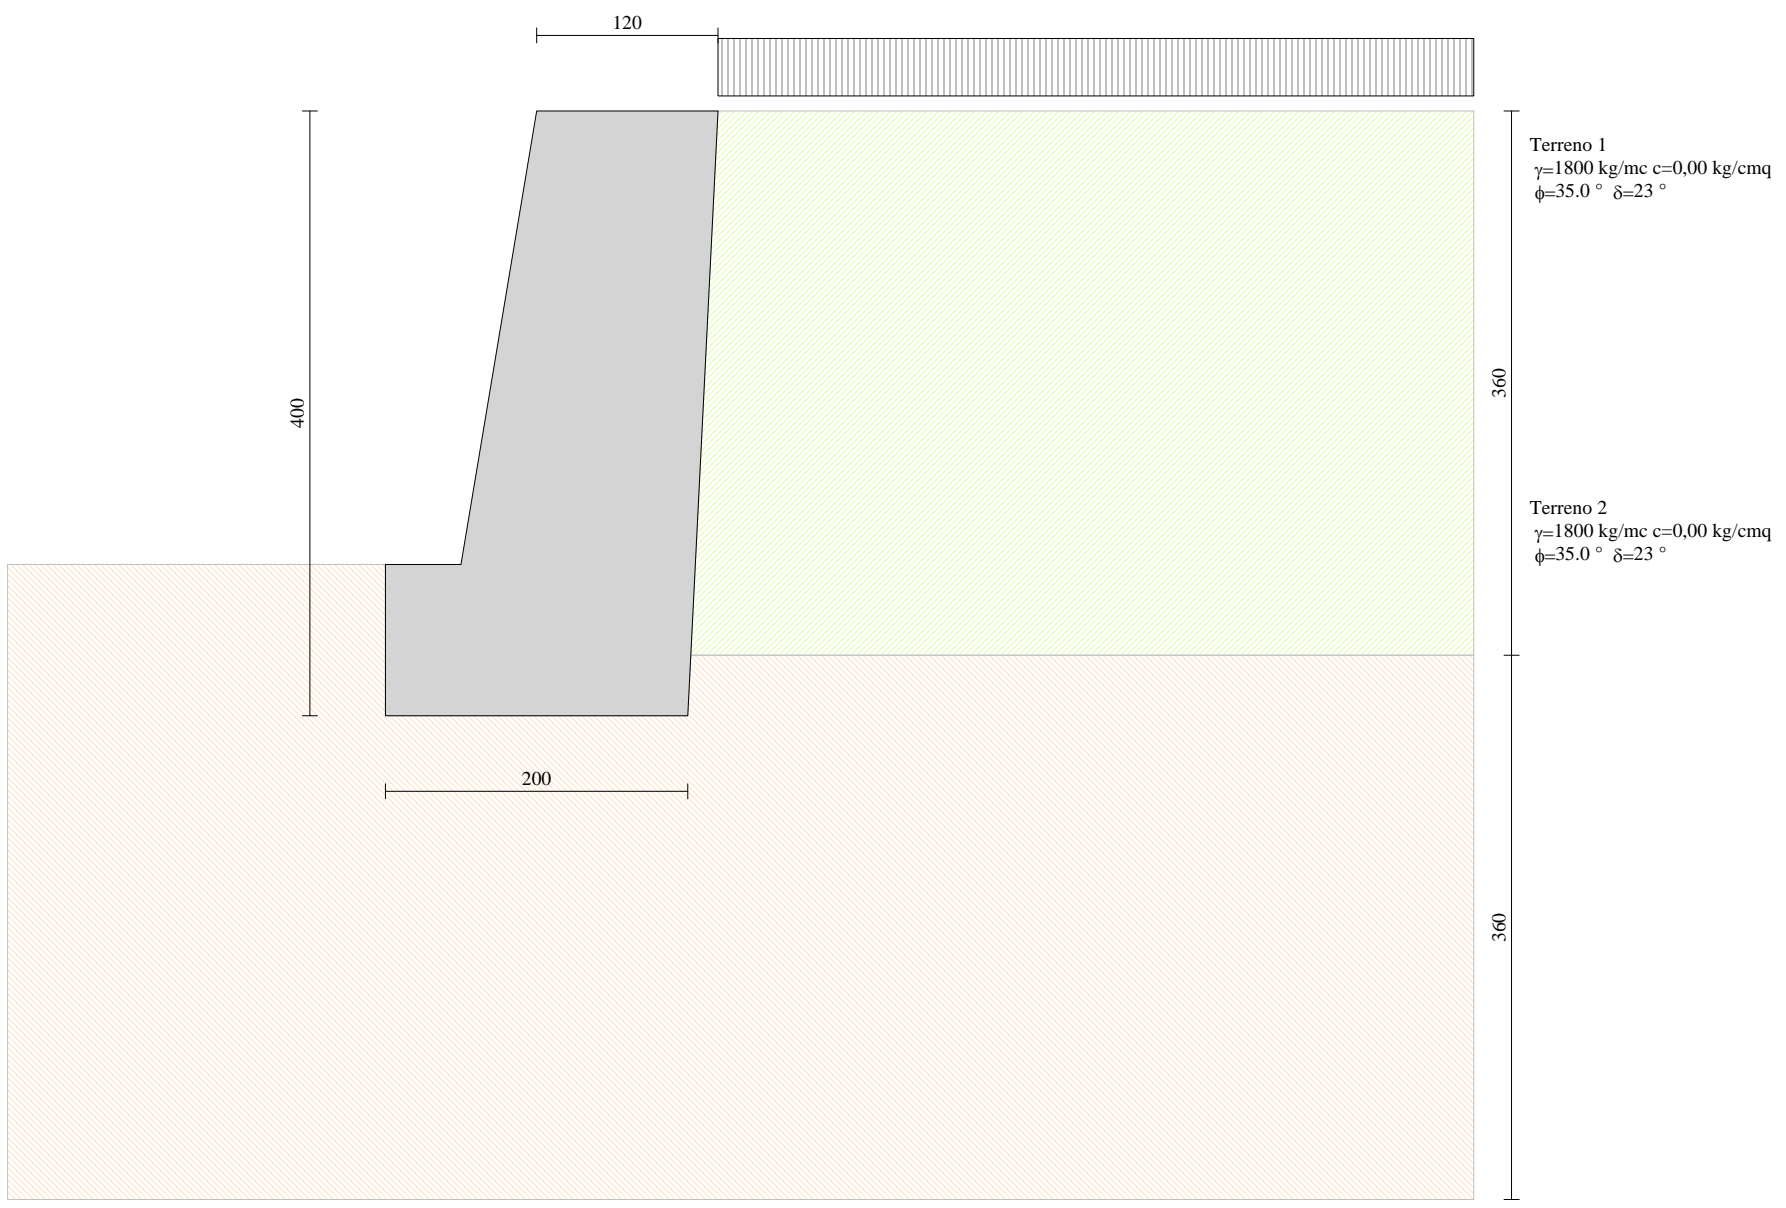 120
400
Terreno 1
γ=1800 kg/mc c=0,00 kg/cmq
ϕ=35.0 ° δ=23 °
360
Terreno 2
γ=1800 kg/mc c=0,00 kg/cmq
ϕ=35.0 ° δ=23 °
200
360